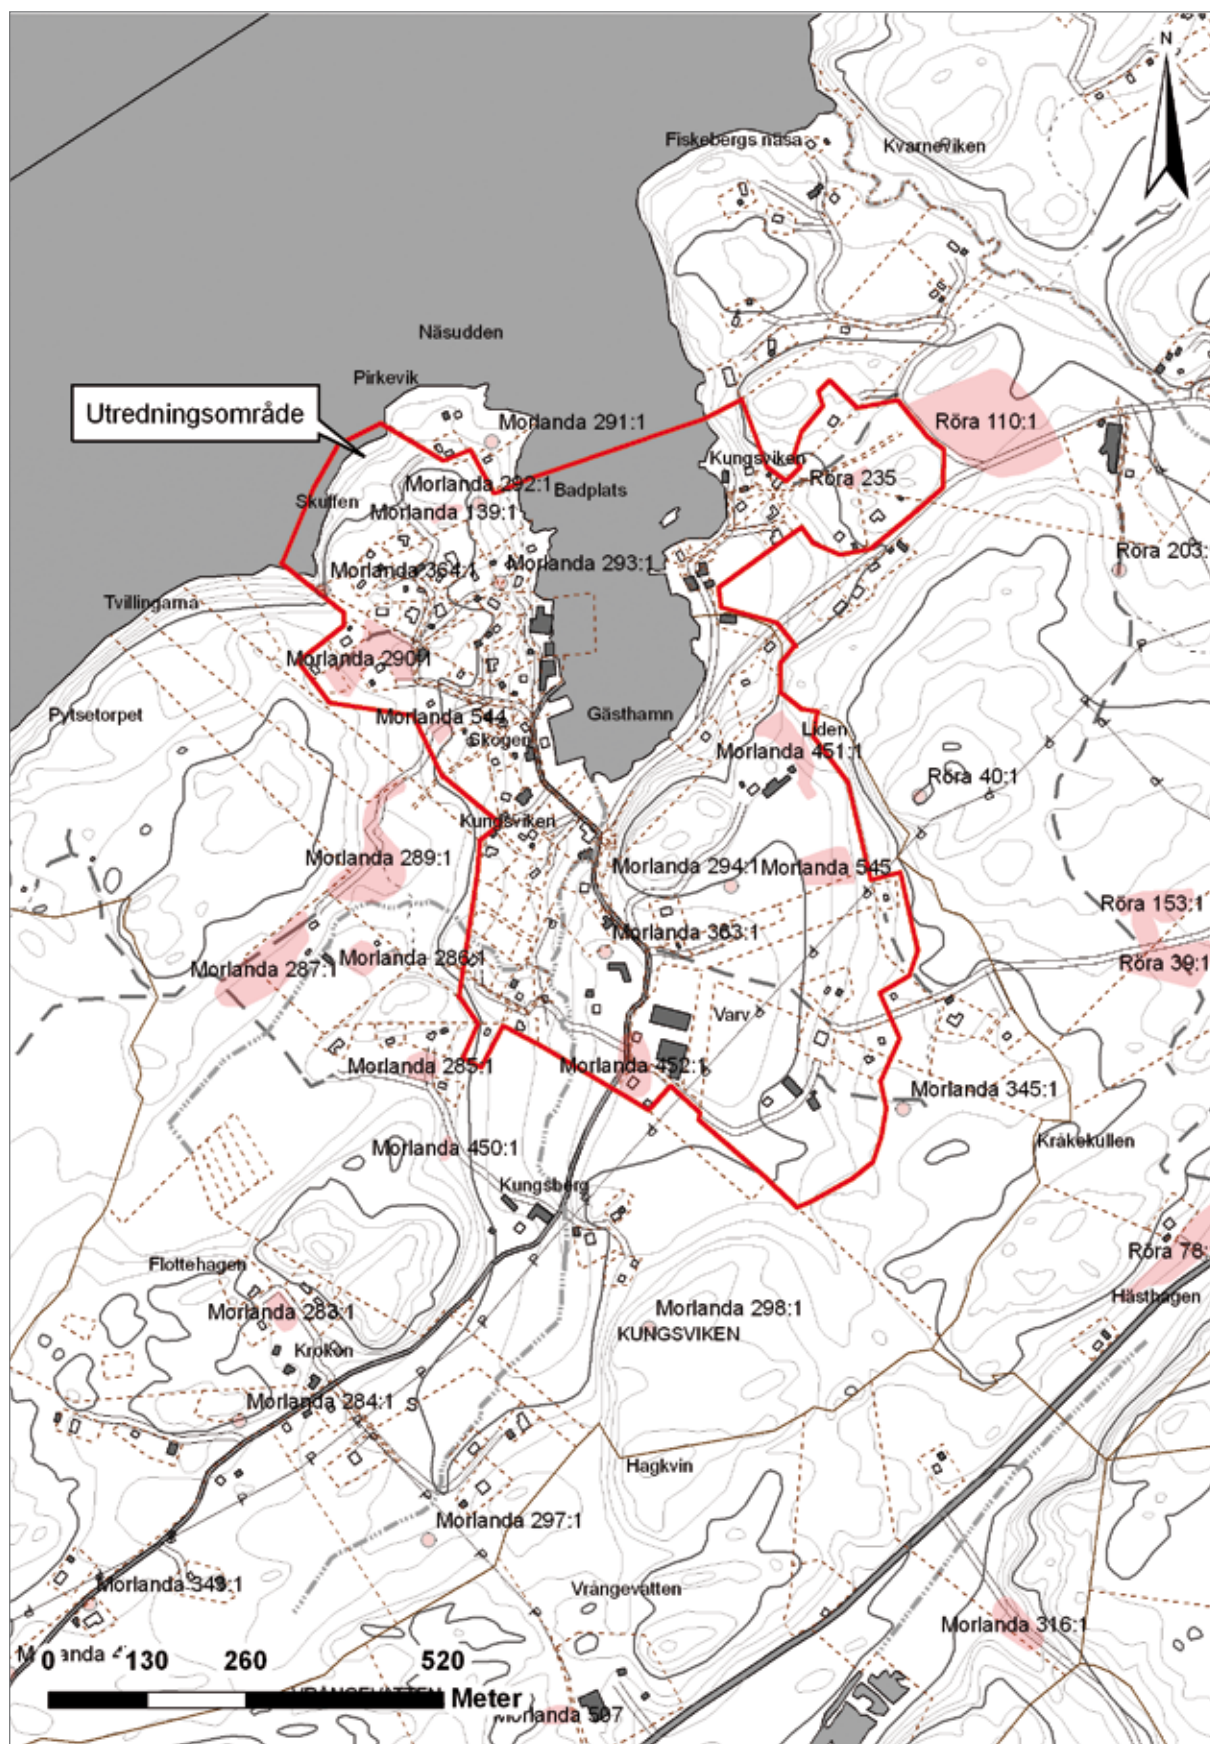 N
Fiskebergs näsa
Kvarneviken
Näsudden
Pirkevik
Utredningsområde
Morlanda 291:1
Röra 110:1
Kungsviken
Röra 235
Morlanda 292:1
Badplats
Skuffen
Morlanda 139:1
Röra 203:
Morlanda 293:1
Morlanda 364:1
Tvillingarna
Morlanda 290:1
Pytsetorpet
Morlanda 544
Gästhamn
Skogen
Liden
Morlanda 451:1
Röra 40:1
Kungsviken
Morlanda 289:1
Morlanda 294:1
Morlanda 545
Röra 153:1
Morlanda 363:1
Morlanda 286:1
Morlanda 287:1
Röra 39:1
Varv
Morlanda 285:1
Morlanda 452:1
Morlanda 345:1
Morlanda 450:1
Kråkekullen
Kungsberg
Flottehagen
Röra 78:
Hästhagen
Morlanda 283:1
Morlanda 298:1
KUNGSVIKEN
Krokon
Morlanda 284:1
S
Hagkvin
Morlanda 297:1
Morlanda 343:1
Vrångevatten
Morlanda 316:1
0 130 260 520
Meter
VRÅNGEVATTEN
Morlanda 507